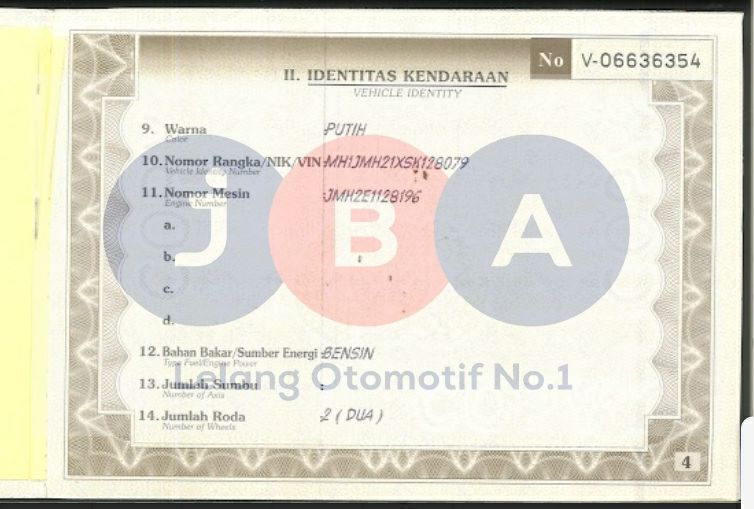 No V-06636354
II. IDENTITAS KENDARAAN
VEHICLE IDENTITY
9. Warna : PUTIH
Color
10. Nomor Rangka/NIK/VIN : MH1JMH21XSK128079
Vehicle Identity Number
11. Nomor Mesin : JMH2E1128196
Engine Number
a.
b.
c.
d.
12. Bahan Bakar/Sumber Energi : BENSIN
Type Fuel/Engine Power
13. Jumlah Sumbu :
Number of Axis
14. Jumlah Roda : 2 ( DUA )
Number of Wheels
JBA
Lelang Otomotif No.1
4